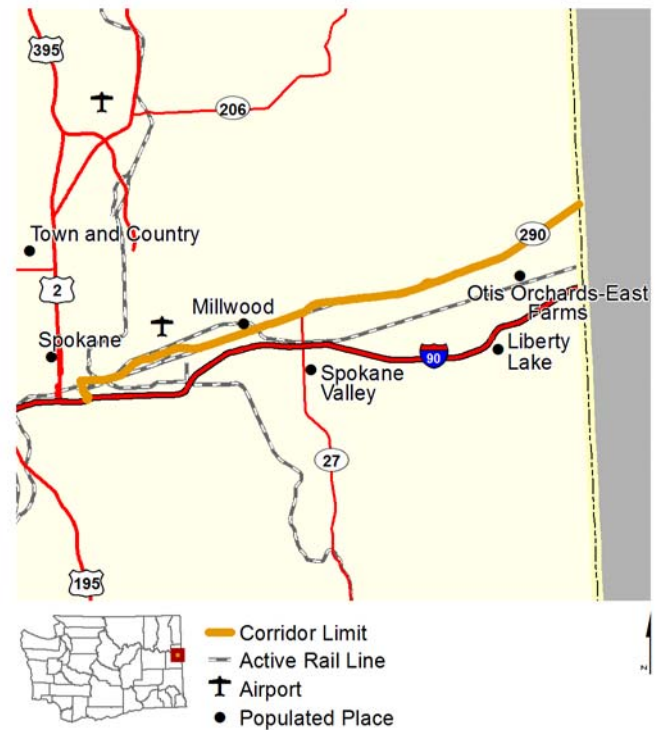 395
206
Town and Country
290
2
Millwood
Otis Orchards-East
Farms
Spokane
90
Liberty
Lake
Spokane
Valley
27
195
Corridor Limit
Active Rail Line
Airport
Populated Place
N